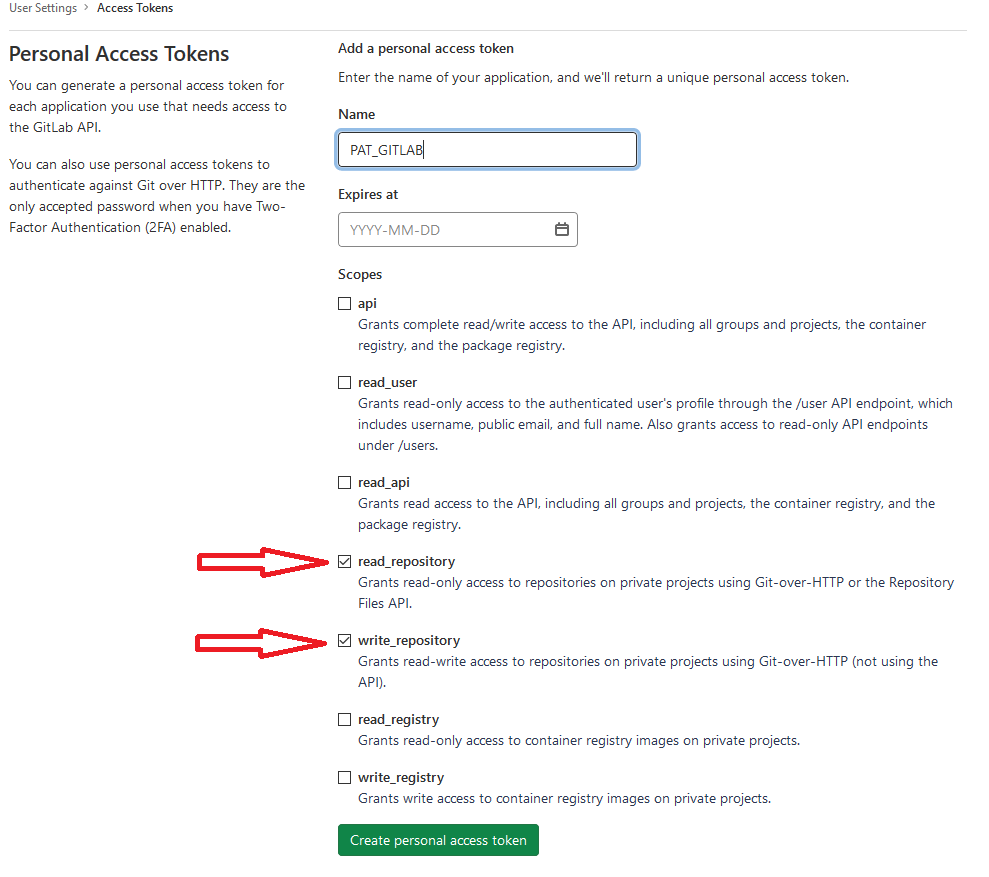 User Settings > Access Tokens
Personal Access Tokens
You can generate a personal access token for
each application you use that needs access to
the GitLab API.
You can also use personal access tokens to
authenticate against Git over HTTP. They are the
only accepted password when you have Two-
Factor Authentication (2FA) enabled.
Add a personal access token
Enter the name of your application, and we'll return a unique personal access token.
Name
PAT_GITLAB
Expires at
YYYY-MM-DD
Scopes
api
Grants complete read/write access to the API, including all groups and projects, the container
registry, and the package registry.
read_user
Grants read-only access to the authenticated user's profile through the /user API endpoint, which
includes username, public email, and full name. Also grants access to read-only API endpoints
under /users.
read_api
Grants read access to the API, including all groups and projects, the container registry, and the
package registry.
read_repository
Grants read-only access to repositories on private projects using Git-over-HTTP or the Repository
Files API.
write_repository
Grants read-write access to repositories on private projects using Git-over-HTTP (not using the
API).
read_registry
Grants read-only access to container registry images on private projects.
write_registry
Grants write access to container registry images on private projects.
Create personal access token